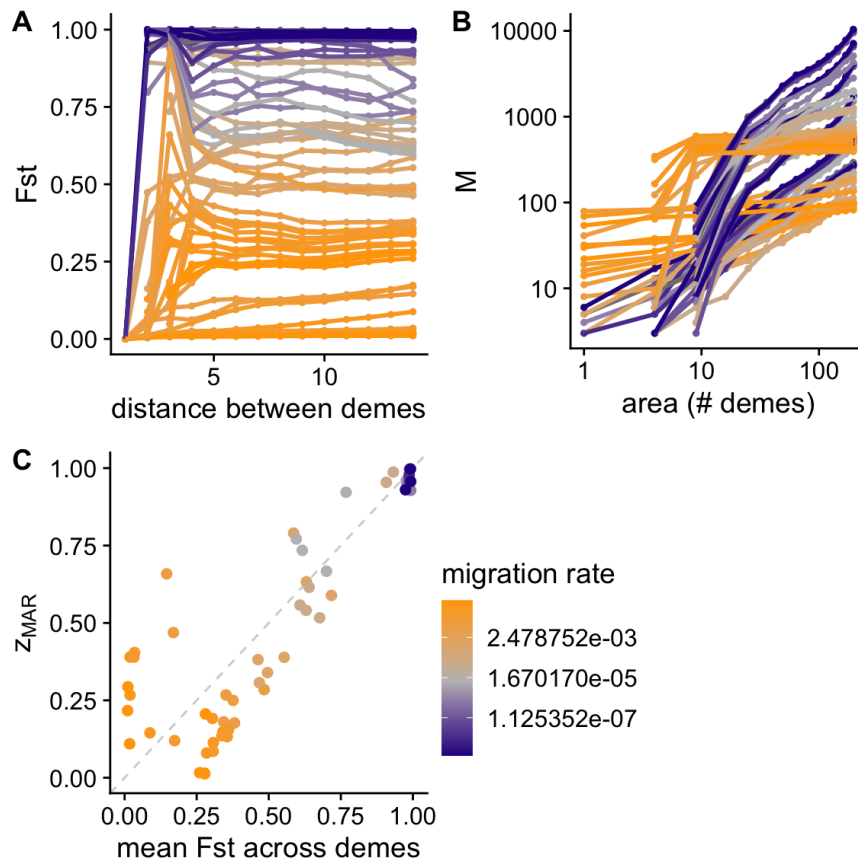 A
Fst
1.00
0.75
0.50
0.25
0.00
5
10
distance between demes
B
M
10000
1000
100
10
1
10
100
area (# demes)
C
zMAR
1.00
0.75
0.50
0.25
0.00
0.00
0.25
0.50
0.75
1.00
mean Fst across demes
migration rate
2.478752e-03
1.670170e-05
1.125352e-07